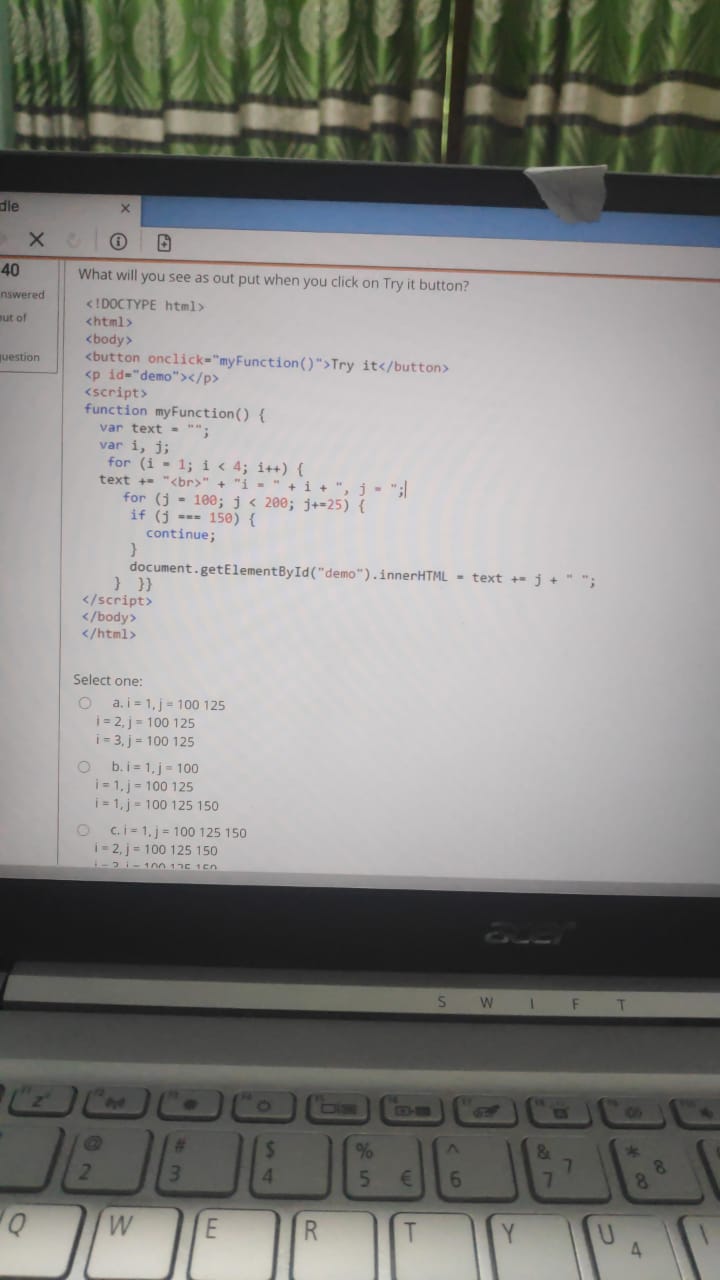 dle
×
40
nswered
out of
question
What will you see as out put when you click on Try it button?
<!DOCTYPE html>
<html>
<body>
<button onclick="myFunction()">Try it</button>
<p id="demo"></p>
<script>
function myFunction() {
var text = "";
var i, j;
for (i = 1; i < 4; i++) {
text += "<br>" + "i = " + i + ", j = ";
for (j = 100; j < 200; j+=25) {
if (j === 150) {
continue;
}
document.getElementById("demo").innerHTML = text += j + " ";
} }}
</script>
</body>
</html>
Select one:
a. i = 1, j = 100 125
i = 2, j = 100 125
i = 3, j = 100 125
b. i = 1, j = 100
i = 1, j = 100 125
i = 1, j = 100 125 150
c. i = 1, j = 100 125 150
i = 2, j = 100 125 150
acer
SWIFT
@ # $ % ^ & *
2 3 4 5 € 6 7 7 8 8
Q W E R T Y U 4 I